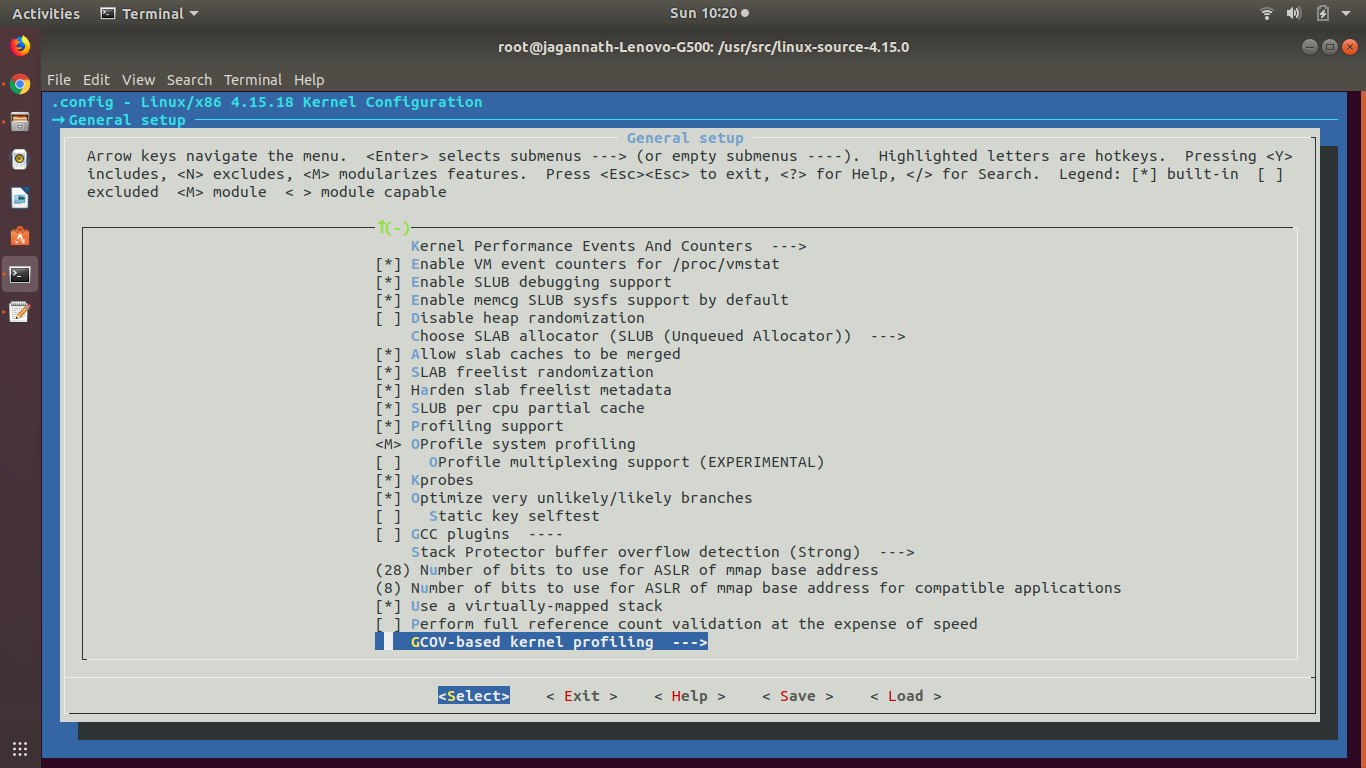 Activities Terminal Sun 10:20
root@jagannath-Lenovo-G500: /usr/src/linux-source-4.15.0
File Edit View Search Terminal Help
.config - Linux/x86 4.15.18 Kernel Configuration
→ General setup
General setup
Arrow keys navigate the menu.  <Enter> selects submenus ---> (or empty submenus ----).  Highlighted letters are hotkeys.  Pressing <Y>
includes, <N> excludes, <M> modularizes features.  Press <Esc><Esc> to exit, <?> for Help, </> for Search.  Legend: [*] built-in  [ ]
excluded  <M> module  < > module capable
↑(-)
Kernel Performance Events And Counters  --->
[*] Enable VM event counters for /proc/vmstat
[*] Enable SLUB debugging support
[*] Enable memcg SLUB sysfs support by default
[ ] Disable heap randomization
Choose SLAB allocator (SLUB (Unqueued Allocator))  --->
[*] Allow slab caches to be merged
[*] SLAB freelist randomization
[*] Harden slab freelist metadata
[*] SLUB per cpu partial cache
[*] Profiling support
<M> OProfile system profiling
[ ]   OProfile multiplexing support (EXPERIMENTAL)
[*] Kprobes
[*] Optimize very unlikely/likely branches
[ ]   Static key selftest
[ ] GCC plugins  ----
Stack Protector buffer overflow detection (Strong)  --->
(28) Number of bits to use for ASLR of mmap base address
(8) Number of bits to use for ASLR of mmap base address for compatible applications
[*] Use a virtually-mapped stack
[ ] Perform full reference count validation at the expense of speed
GCOV-based kernel profiling  --->
<Select> < Exit > < Help > < Save > < Load >